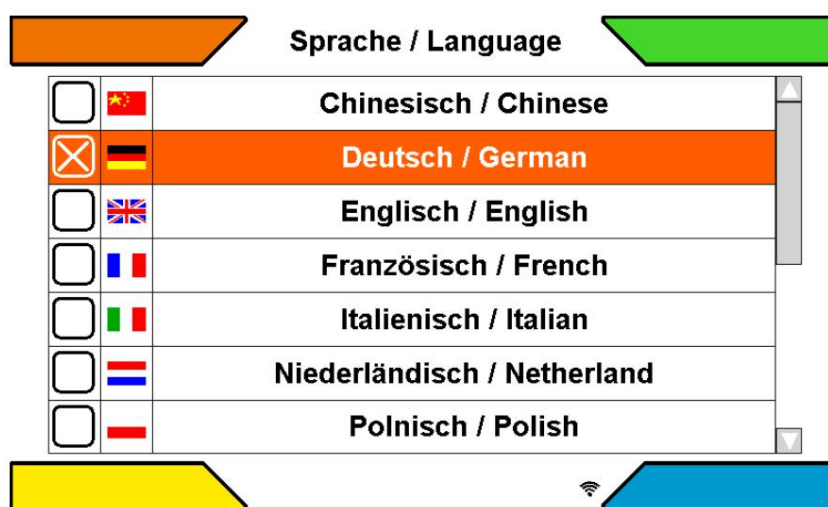 Sprache / Language
Chinesisch / Chinese
Deutsch / German
Englisch / English
Französisch / French
Italienisch / Italian
Niederländisch / Netherland
Polnisch / Polish